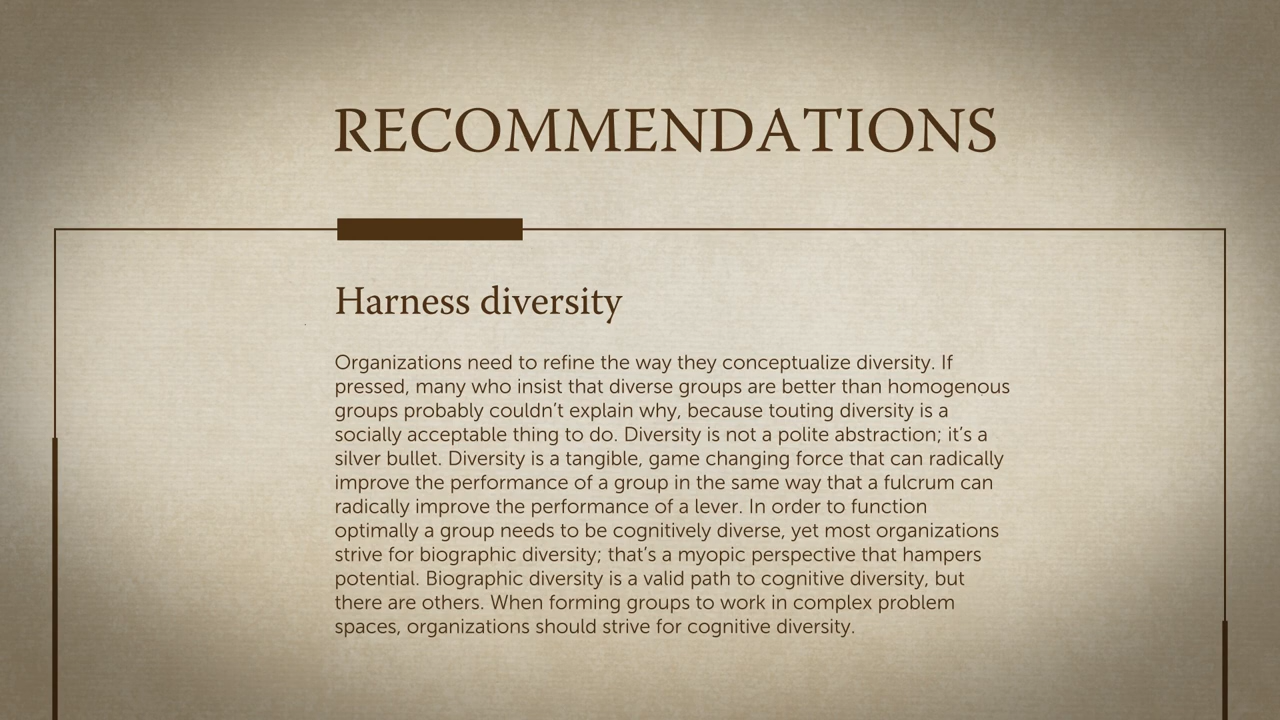 RECOMMENDATIONS
Harness diversity
Organizations need to refine the way they conceptualize diversity. If
pressed, many who insist that diverse groups are better than homogenous
groups probably couldn’t explain why, because touting diversity is a
socially acceptable thing to do. Diversity is not a polite abstraction; it’s a
silver bullet. Diversity is a tangible, game changing force that can radically
improve the performance of a group in the same way that a fulcrum can
radically improve the performance of a lever. In order to function
optimally a group needs to be cognitively diverse, yet most organizations
strive for biographic diversity; that’s a myopic perspective that hampers
potential. Biographic diversity is a valid path to cognitive diversity, but
there are others. When forming groups to work in complex problem
spaces, organizations should strive for cognitive diversity.